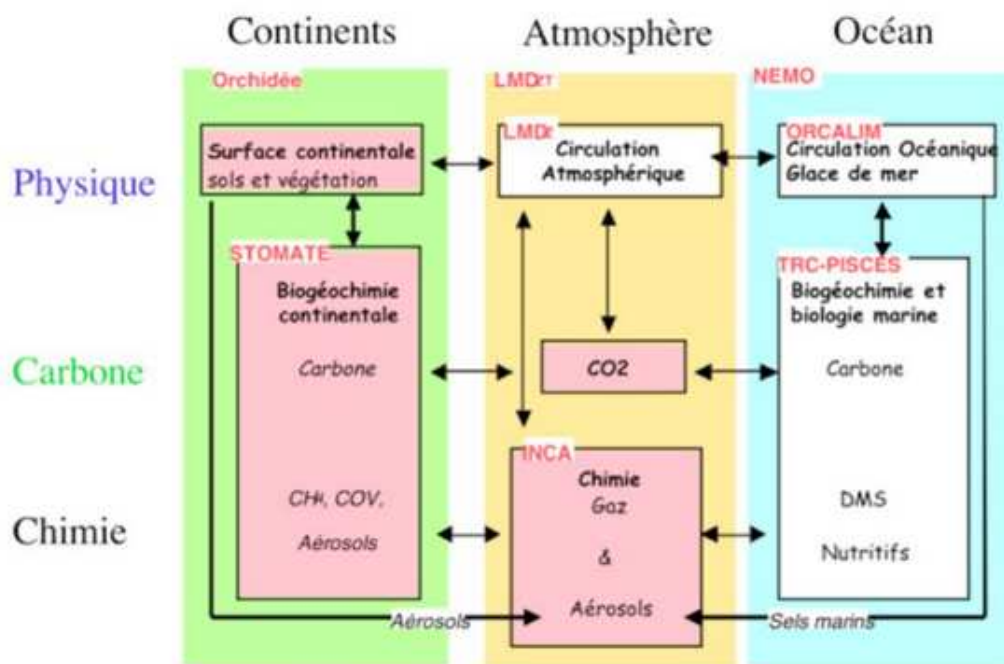 Continents
Atmosphère
Océan
Orchidée
LMDZT
NEMO
Physique
Surface continentale
sols et végétation
LMDZ
Circulation
Atmosphérique
ORCALIM
Circulation Océanique
Glace de mer
STOMATE
Biogéochimie
continentale
TRC-PISCES
Biogéochimie et
biologie marine
Carbone
Carbone
CO2
Carbone
INCA
Chimie
Gaz
Chimie
CH4, COV,
Aérosols
&
Aérosols
DMS
Nutritifs
Aérosols
Sels marins